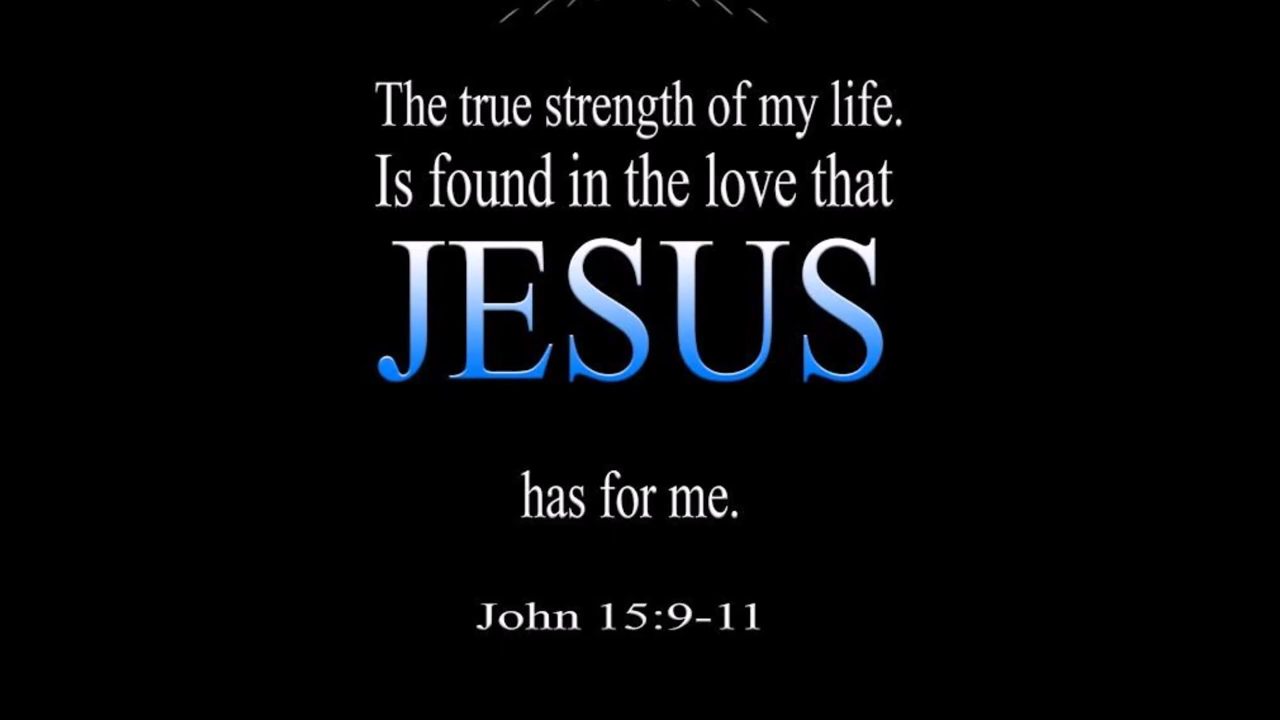 The true strength of my life.
Is found in the love that
JESUS
has for me.
John 15:9-11